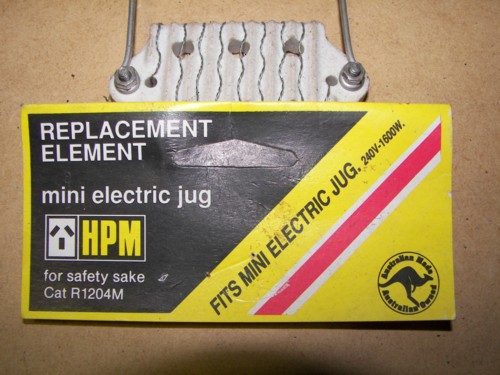 REPLACEMENT
ELEMENT
mini electric jug
HPM
for safety sake
Cat R1204M
FITS MINI ELECTRIC JUG. 240V-1600W.
Australian Made
Australian Owned